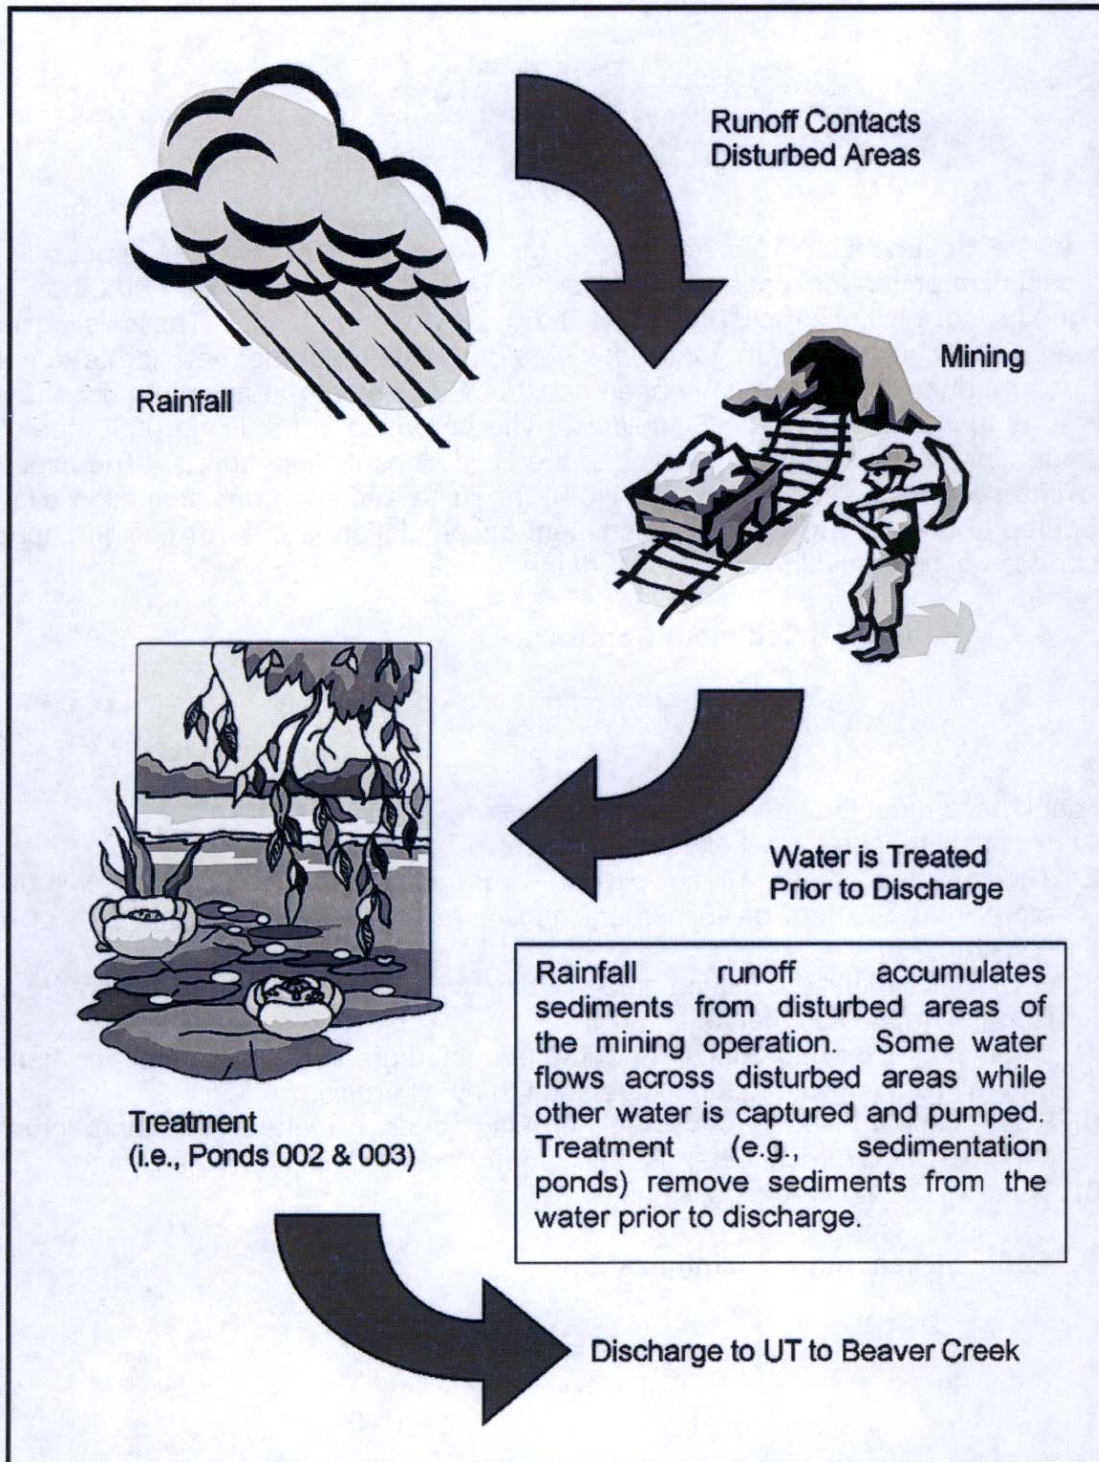 Runoff Contacts
Disturbed Areas
Rainfall
Mining
Water is Treated
Prior to Discharge
Rainfall runoff accumulates
sediments from disturbed areas of
the mining operation. Some water
flows across disturbed areas while
other water is captured and pumped.
Treatment (e.g., sedimentation
ponds) remove sediments from the
water prior to discharge.
Treatment
(i.e., Ponds 002 & 003)
Discharge to UT to Beaver Creek